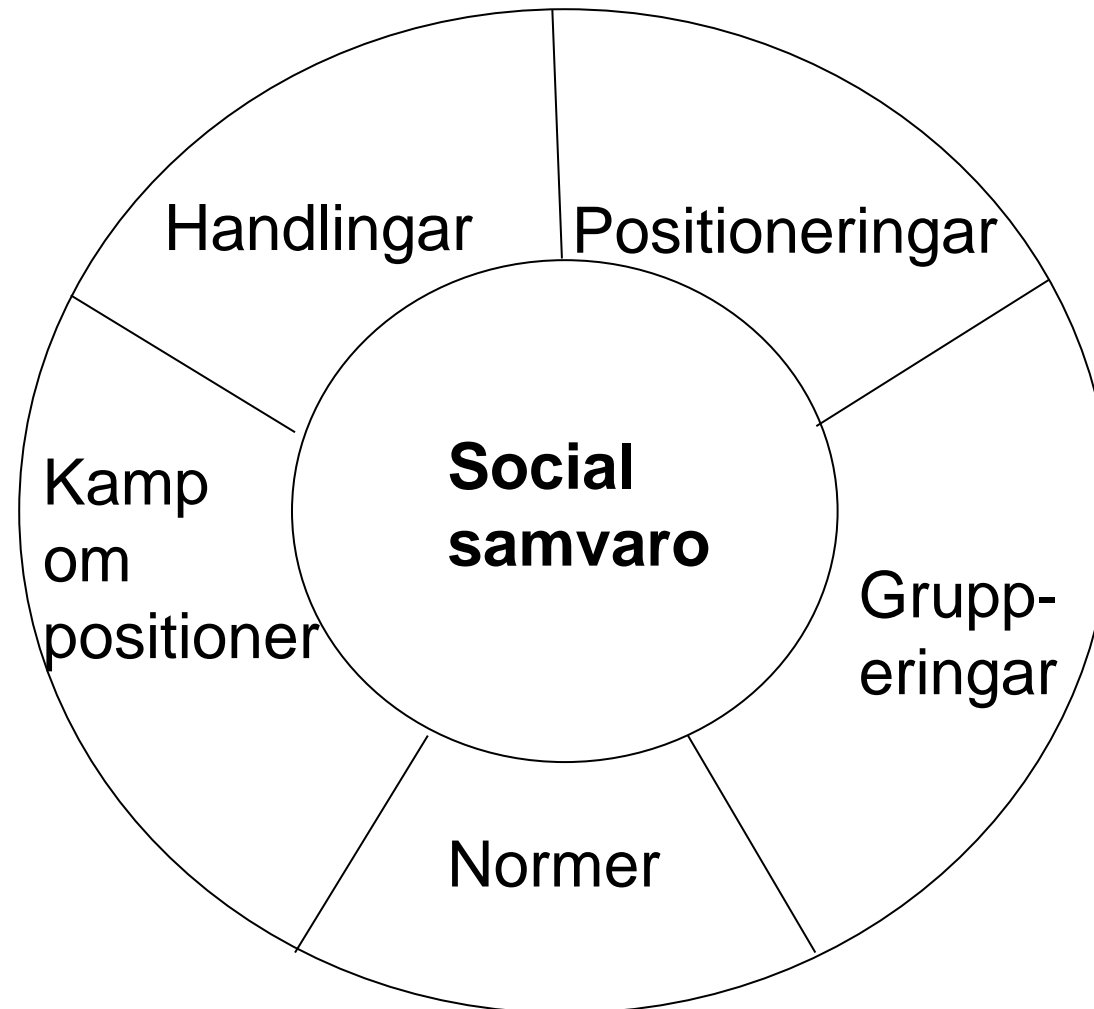 Handlingar
Positioneringar
Social
samvaro
Kamp
om
positioner
Grupp-
eringar
Normer